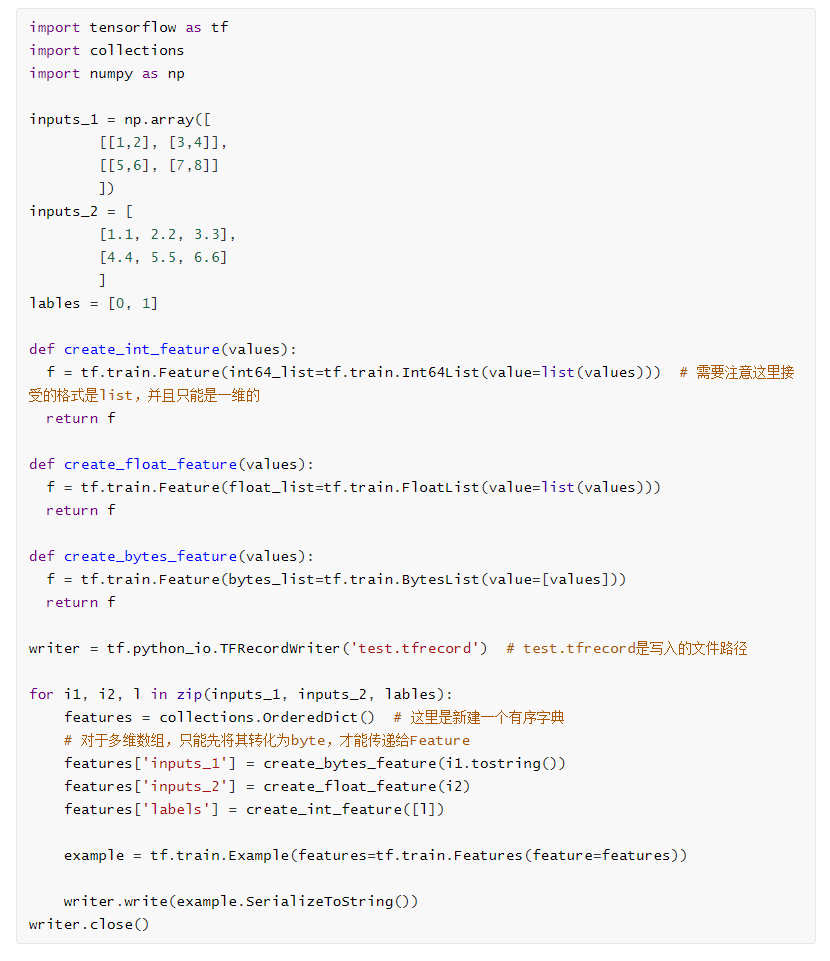 import tensorflow as tf
import collections
import numpy as np

inputs_1 = np.array([
        [[1,2], [3,4]],
        [[5,6], [7,8]]
        ])
inputs_2 = [
        [1.1, 2.2, 3.3],
        [4.4, 5.5, 6.6]
        ]
lables = [0, 1]

def create_int_feature(values):
  f = tf.train.Feature(int64_list=tf.train.Int64List(value=list(values)))  # 需要注意这里接
受的格式是list，并且只能是一维的
  return f

def create_float_feature(values):
  f = tf.train.Feature(float_list=tf.train.FloatList(value=list(values)))
  return f

def create_bytes_feature(values):
  f = tf.train.Feature(bytes_list=tf.train.BytesList(value=[values]))
  return f

writer = tf.python_io.TFRecordWriter('test.tfrecord')  # test.tfrecord是写入的文件路径

for i1, i2, l in zip(inputs_1, inputs_2, lables):
    features = collections.OrderedDict()  # 这里是新建一个有序字典
    # 对于多维数组，只能先将其转化为byte，才能传递给Feature
    features['inputs_1'] = create_bytes_feature(i1.tostring())
    features['inputs_2'] = create_float_feature(i2)
    features['labels'] = create_int_feature([l])

    example = tf.train.Example(features=tf.train.Features(feature=features))

    writer.write(example.SerializeToString())
writer.close()